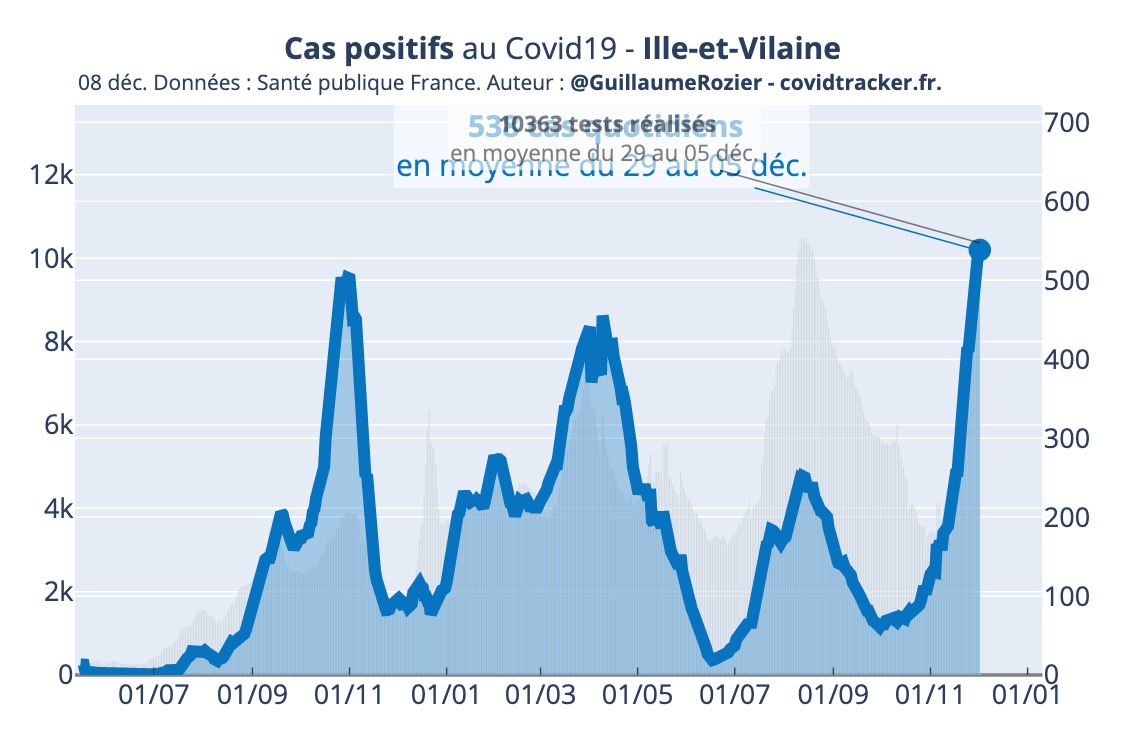 Cas positifs au Covid19 - Ille-et-Vilaine
08 déc. Données : Santé publique France. Auteur : @GuillaumeRozier - covidtracker.fr.
cas quotidiens
10363 tests réalisés
en moyenne du 29 au 05 déc.
en moyenne du 29 au 05 déc.
12k
10k
8k
6k
4k
2k
0
700
600
500
400
300
200
100
0
01/07
01/09
01/11
01/01
01/03
01/05
01/07
01/09
01/11
01/01